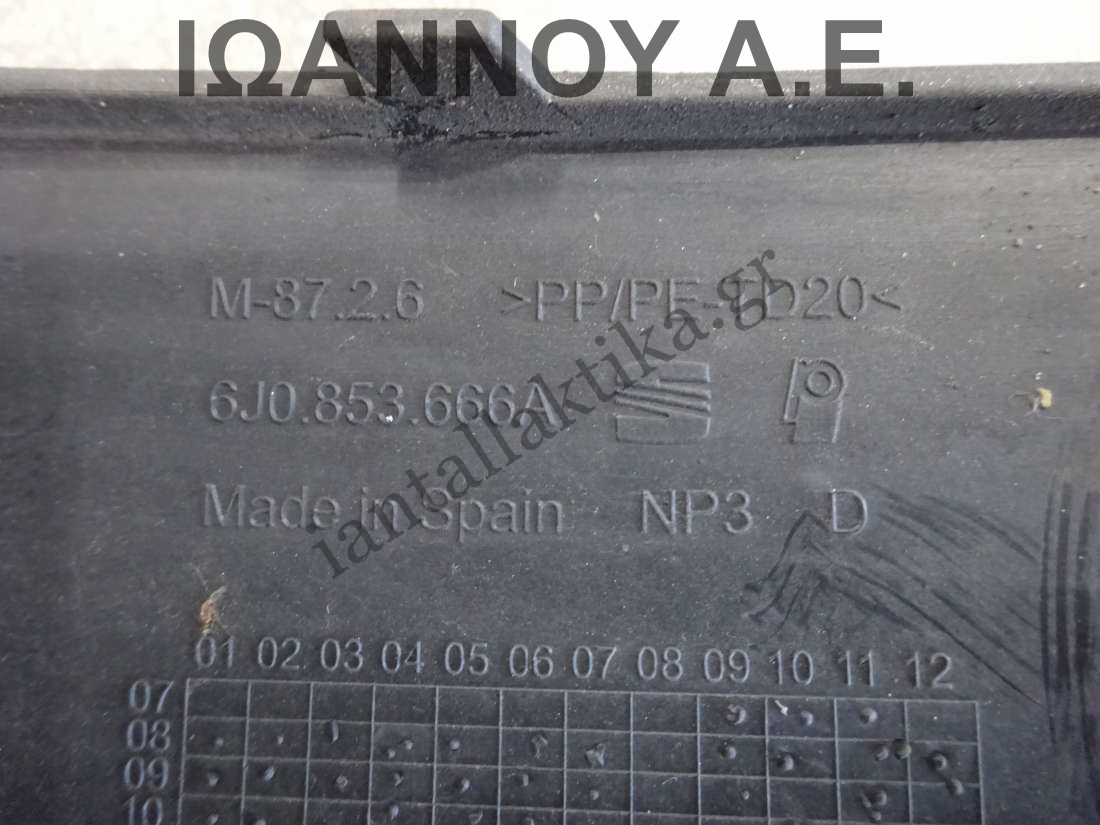 ΙΩΑΝΝΟΥ Α.Ε.
M-87.2.6 >PP/PE-TD20<
6J0.853.666A
iantallaktika.gr
Made in Spain NP3 D
01 02 03 04 05 06 07 08 09 10 11 12
07
08
09
10